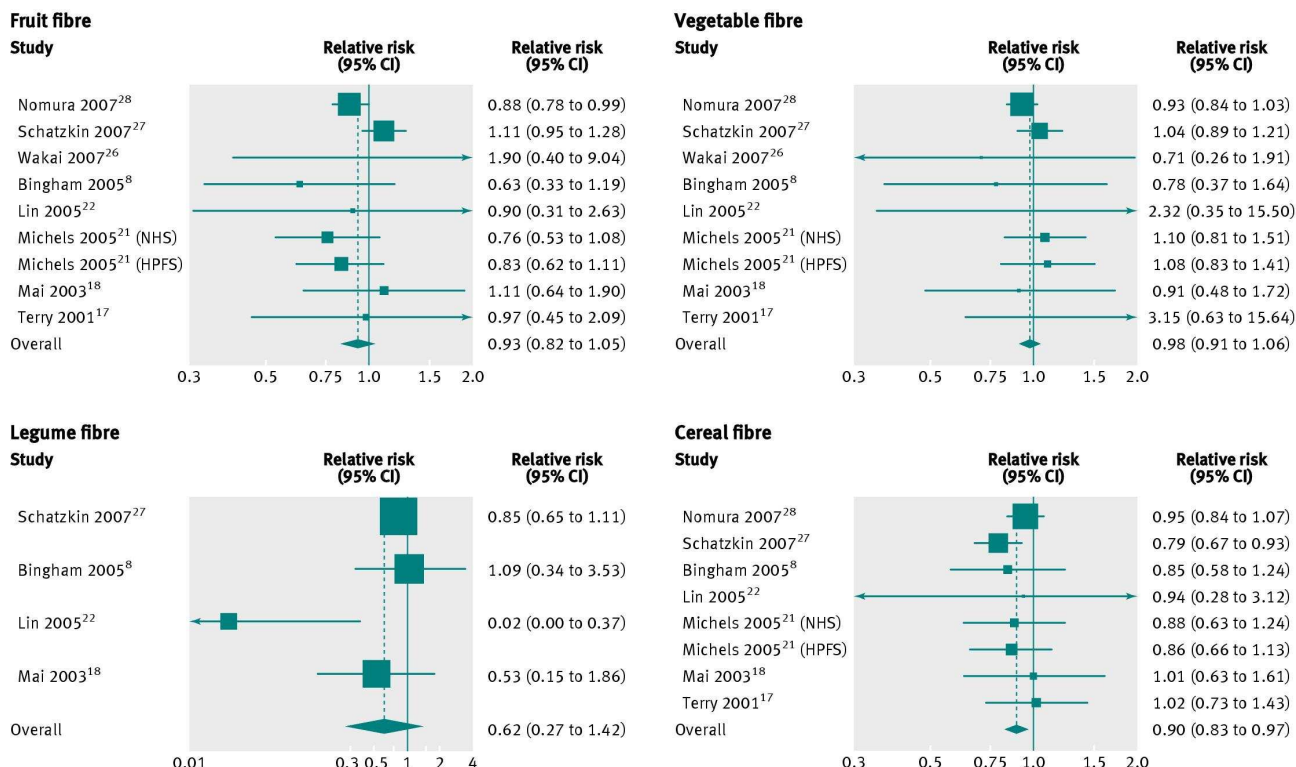 Fruit fibre
Study Relative risk (95% CI) Relative risk (95% CI)
Nomura 2007²⁸ 0.88 (0.78 to 0.99)
Schatzkin 2007²⁷ 1.11 (0.95 to 1.28)
Wakai 2007²⁶ 1.90 (0.40 to 9.04)
Bingham 2005⁸ 0.63 (0.33 to 1.19)
Lin 2005²² 0.90 (0.31 to 2.63)
Michels 2005²¹ (NHS) 0.76 (0.53 to 1.08)
Michels 2005²¹ (HPFS) 0.83 (0.62 to 1.11)
Mai 2003¹⁸ 1.11 (0.64 to 1.90)
Terry 2001¹⁷ 0.97 (0.45 to 2.09)
Overall 0.93 (0.82 to 1.05)
0.3 0.5 0.75 1.0 1.5 2.0
Vegetable fibre
Study Relative risk (95% CI) Relative risk (95% CI)
Nomura 2007²⁸ 0.93 (0.84 to 1.03)
Schatzkin 2007²⁷ 1.04 (0.89 to 1.21)
Wakai 2007²⁶ 0.71 (0.26 to 1.91)
Bingham 2005⁸ 0.78 (0.37 to 1.64)
Lin 2005²² 2.32 (0.35 to 15.50)
Michels 2005²¹ (NHS) 1.10 (0.81 to 1.51)
Michels 2005²¹ (HPFS) 1.08 (0.83 to 1.41)
Mai 2003¹⁸ 0.91 (0.48 to 1.72)
Terry 2001¹⁷ 3.15 (0.63 to 15.64)
Overall 0.98 (0.91 to 1.06)
0.3 0.5 0.75 1.0 1.5 2.0
Legume fibre
Study Relative risk (95% CI) Relative risk (95% CI)
Schatzkin 2007²⁷ 0.85 (0.65 to 1.11)
Bingham 2005⁸ 1.09 (0.34 to 3.53)
Lin 2005²² 0.02 (0.00 to 0.37)
Mai 2003¹⁸ 0.53 (0.15 to 1.86)
Overall 0.62 (0.27 to 1.42)
0.01 0.3 0.5 1 2 4
Cereal fibre
Study Relative risk (95% CI) Relative risk (95% CI)
Nomura 2007²⁸ 0.95 (0.84 to 1.07)
Schatzkin 2007²⁷ 0.79 (0.67 to 0.93)
Bingham 2005⁸ 0.85 (0.58 to 1.24)
Lin 2005²² 0.94 (0.28 to 3.12)
Michels 2005²¹ (NHS) 0.88 (0.63 to 1.24)
Michels 2005²¹ (HPFS) 0.86 (0.66 to 1.13)
Mai 2003¹⁸ 1.01 (0.63 to 1.61)
Terry 2001¹⁷ 1.02 (0.73 to 1.43)
Overall 0.90 (0.83 to 0.97)
0.3 0.5 0.75 1.0 1.5 2.0